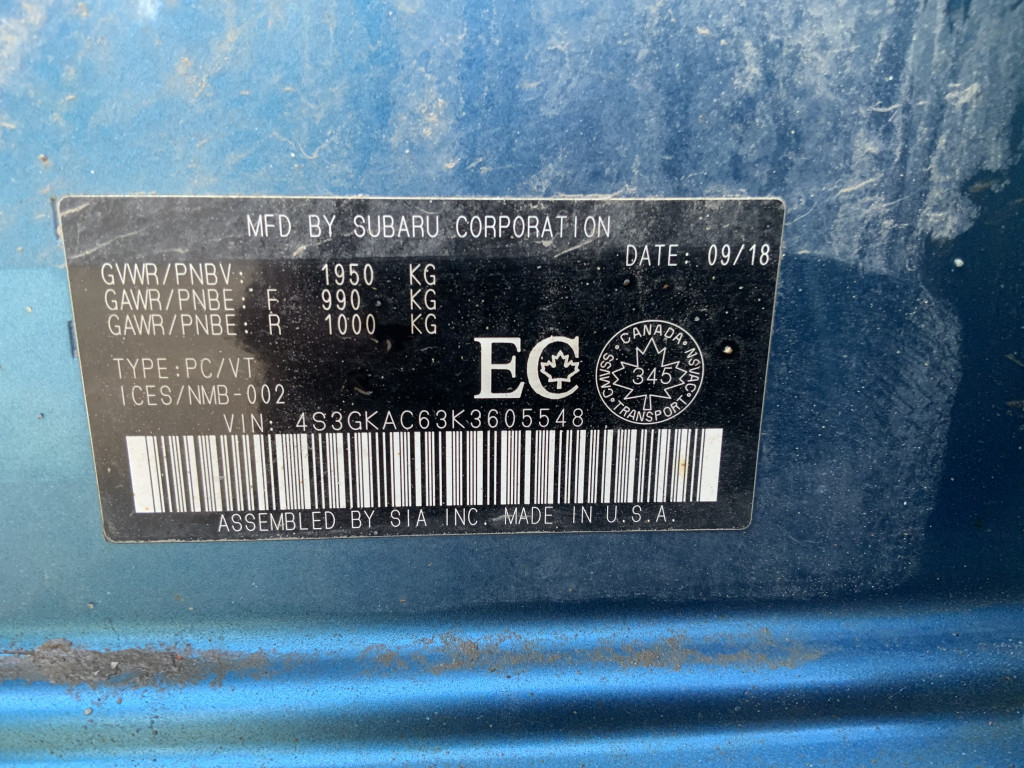 MFD BY SUBARU CORPORATION
DATE: 09/18
GVWR/PNBV: 1950 KG
GAWR/PNBE: F 990 KG
GAWR/PNBE: R 1000 KG
TYPE:PC/VT
ICES/NMB-002
EC
CANADA
NSVAC
TRANSPORT
CMVSS
345
VIN: 4S3GKAC63K3605548
ASSEMBLED BY SIA INC. MADE IN U.S.A.